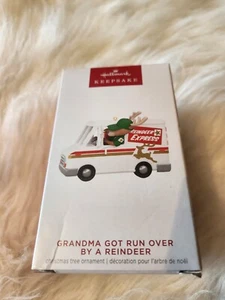 Hallmark
KEEPSAKE
REINDEER
EXPRESS
GRANDMA GOT RUN OVER
BY A REINDEER
christmas tree ornament | décoration pour l'arbre de noël